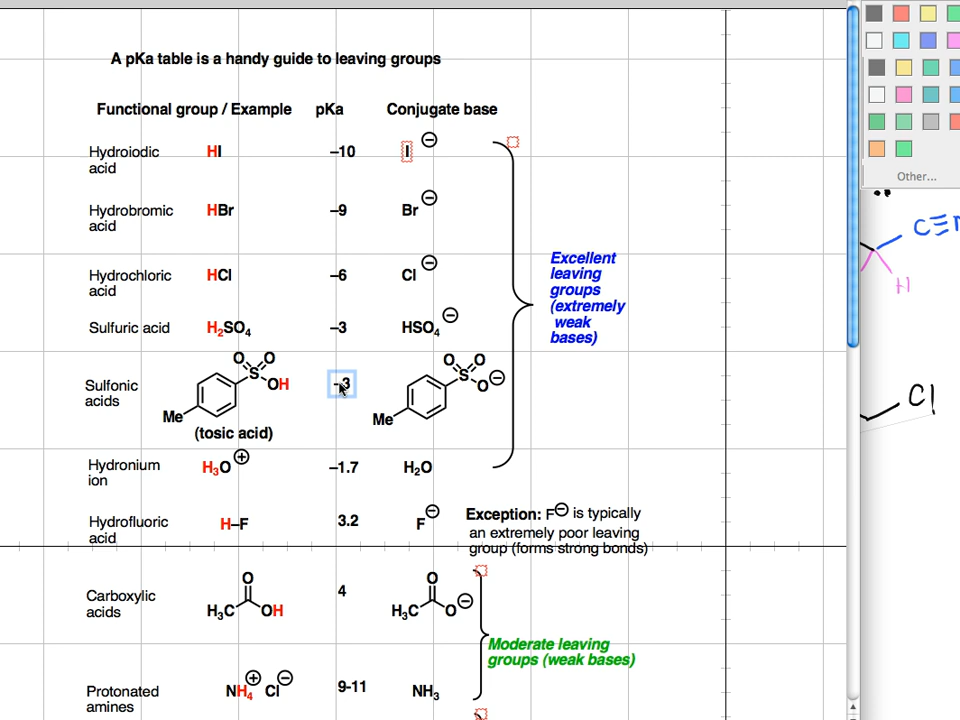 A pKa table is a handy guide to leaving groups
Functional group / Example pKa Conjugate base
Hydroiodic acid HI –10 I ⊖
Hydrobromic acid HBr –9 Br ⊖
Hydrochloric acid HCl –6 Cl ⊖
Sulfuric acid H₂SO₄ –3 HSO₄ ⊖
Excellent
leaving
groups
(extremely
weak
bases)
Sulfonic acids O O S OH Me –3 O O S O ⊖ Me
(tosic acid)
Hydronium ion H₃O ⊕ –1.7 H₂O
Hydrofluoric acid H–F 3.2 F ⊖
Exception: F⊖ is typically
an extremely poor leaving
group (forms strong bonds)
Carboxylic acids O H₃C OH 4 O H₃C O ⊖
Protonated amines NH₄ ⊕ Cl ⊖ 9-11 NH₃
Moderate leaving
groups (weak bases)
Other...
C≡
H
Cl